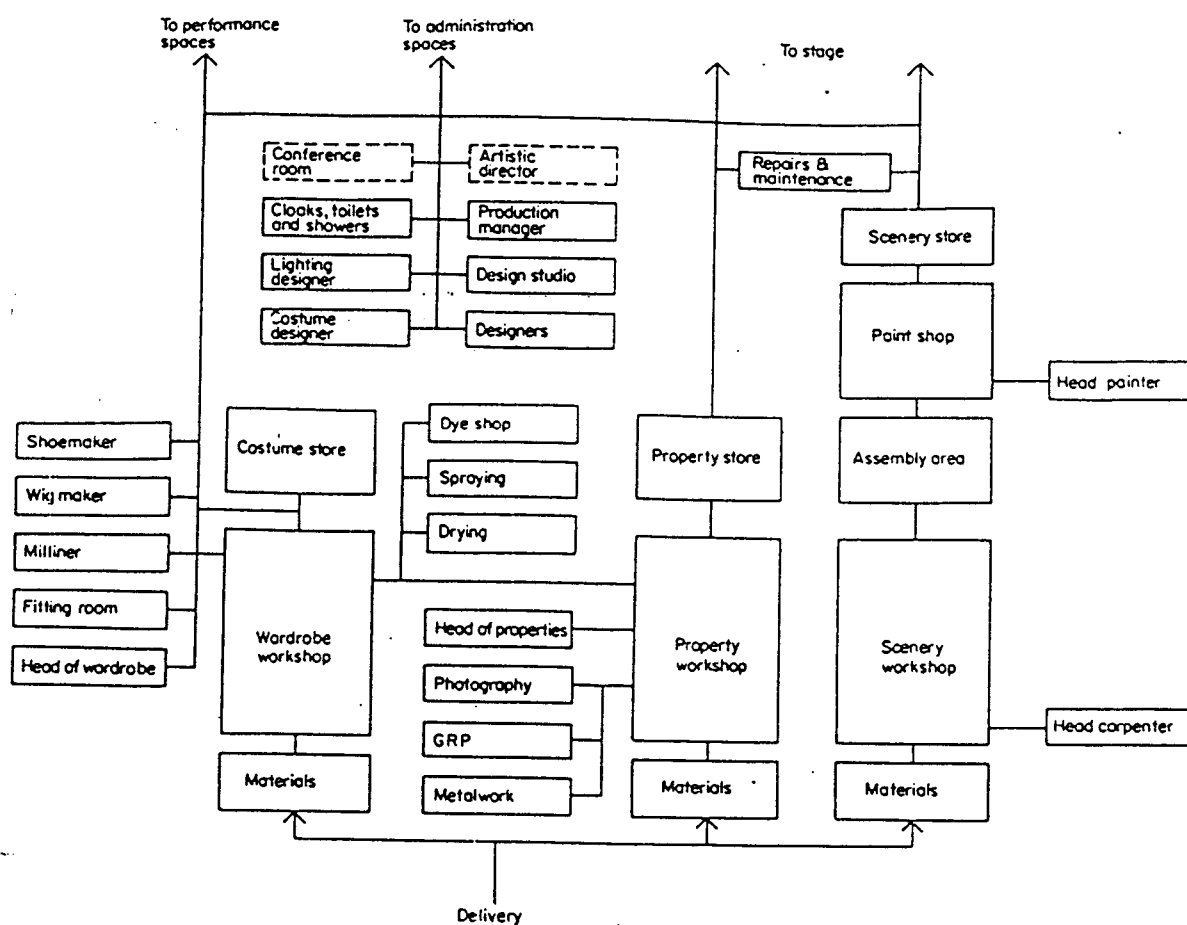 To performance
spaces
To administration
spaces
To stage
Conference
room
Artistic
director
Repairs &
maintenance
Cloaks, toilets
and showers
Production
manager
Scenery store
Lighting
designer
Design studio
Costume
designer
Designers
Paint shop
Head painter
Shoemaker
Costume store
Dye shop
Property store
Assembly area
Wig maker
Spraying
Milliner
Drying
Fitting room
Head of wardrobe
Wardrobe
workshop
Head of properties
Property
workshop
Scenery
workshop
Photography
GRP
Head carpenter
Materials
Metalwork
Materials
Materials
Delivery